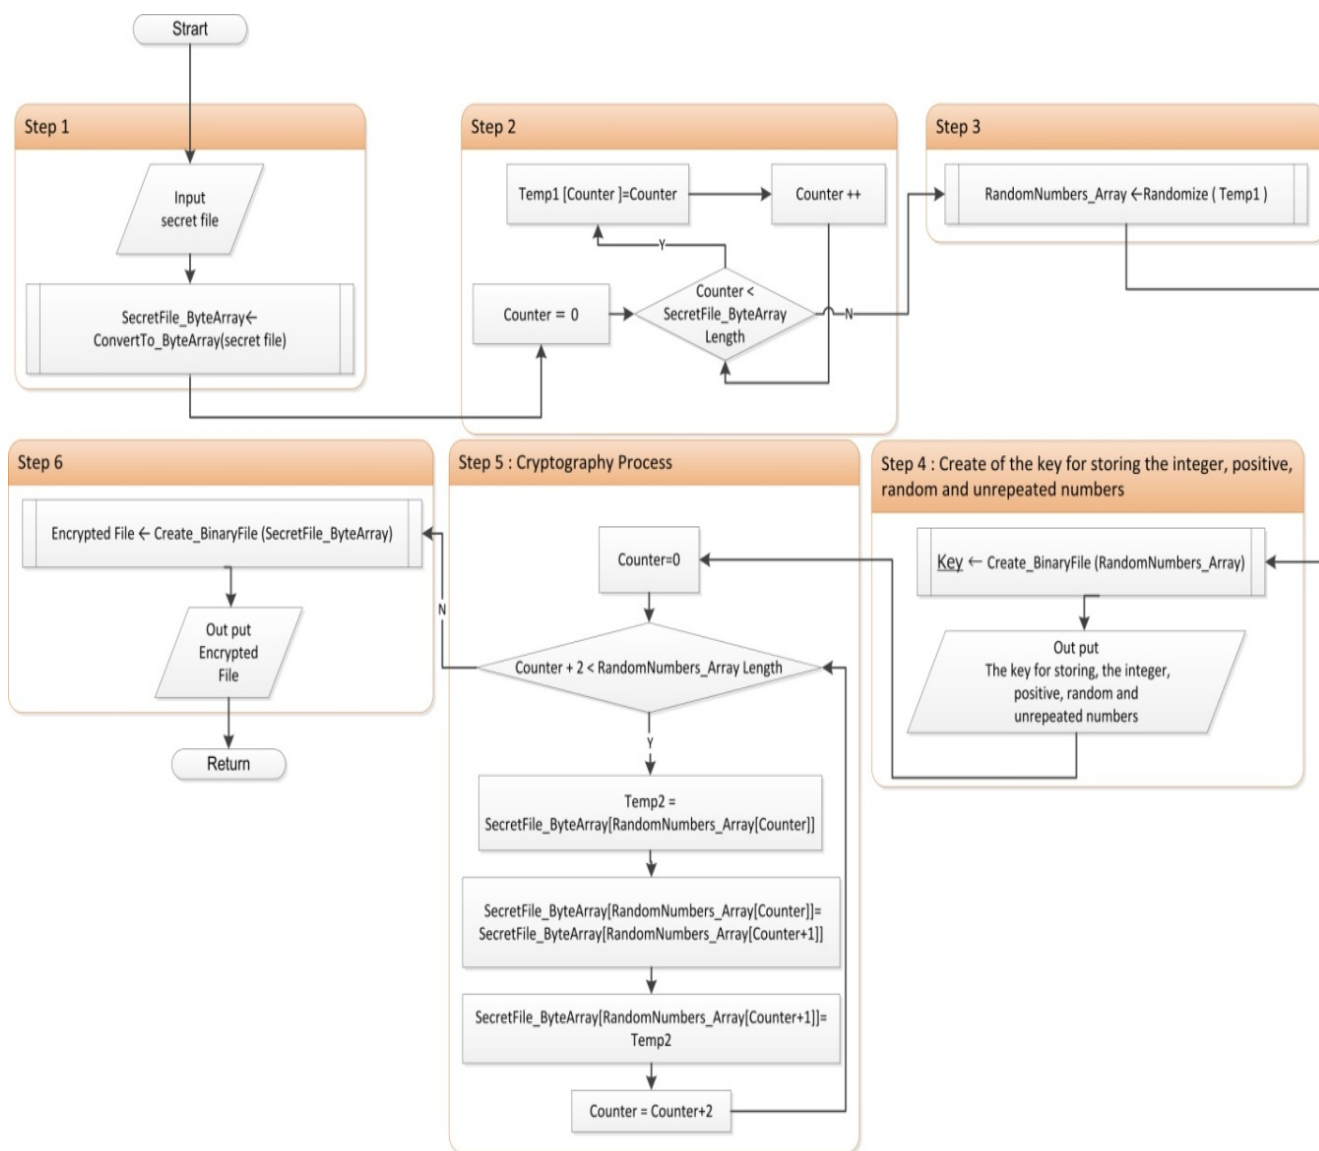 Strart
Step 1
Input
secret file
SecretFile_ByteArray←
ConvertTo_ByteArray(secret file)
Step 2
Temp1 [Counter ]=Counter
Counter ++
Y
Counter = 0
Counter <
SecretFile_ByteArray
Length
N
Step 3
RandomNumbers_Array ←Randomize ( Temp1 )
Step 4 : Create of the key for storing the integer, positive,
random and unrepeated numbers
Key ← Create_BinaryFile (RandomNumbers_Array)
Out put
The key for storing, the integer,
positive, random and
unrepeated numbers
Step 5 : Cryptography Process
Counter=0
Counter + 2 < RandomNumbers_Array Length
N
Y
Temp2 =
SecretFile_ByteArray[RandomNumbers_Array[Counter]]
SecretFile_ByteArray[RandomNumbers_Array[Counter]]=
SecretFile_ByteArray[RandomNumbers_Array[Counter+1]]
SecretFile_ByteArray[RandomNumbers_Array[Counter+1]]=
Temp2
Counter = Counter+2
Step 6
Encrypted File ← Create_BinaryFile (SecretFile_ByteArray)
Out put
Encrypted
File
Return